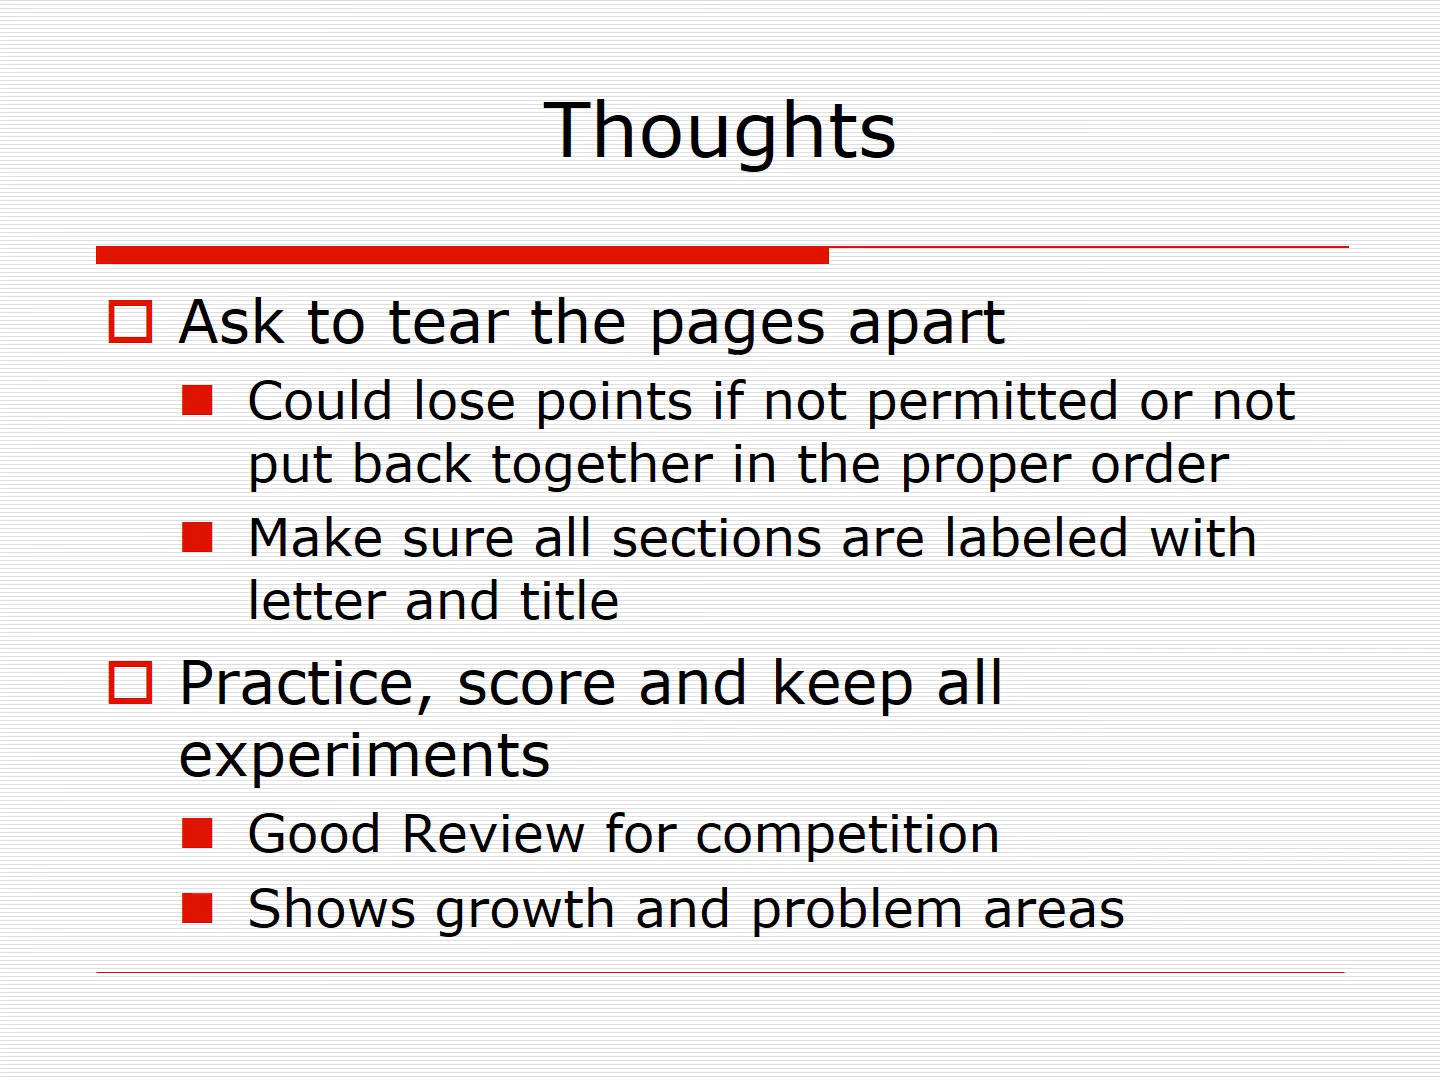 Thoughts
Ask to tear the pages apart
Could lose points if not permitted or not
put back together in the proper order
Make sure all sections are labeled with
letter and title
Practice, score and keep all
experiments
Good Review for competition
Shows growth and problem areas